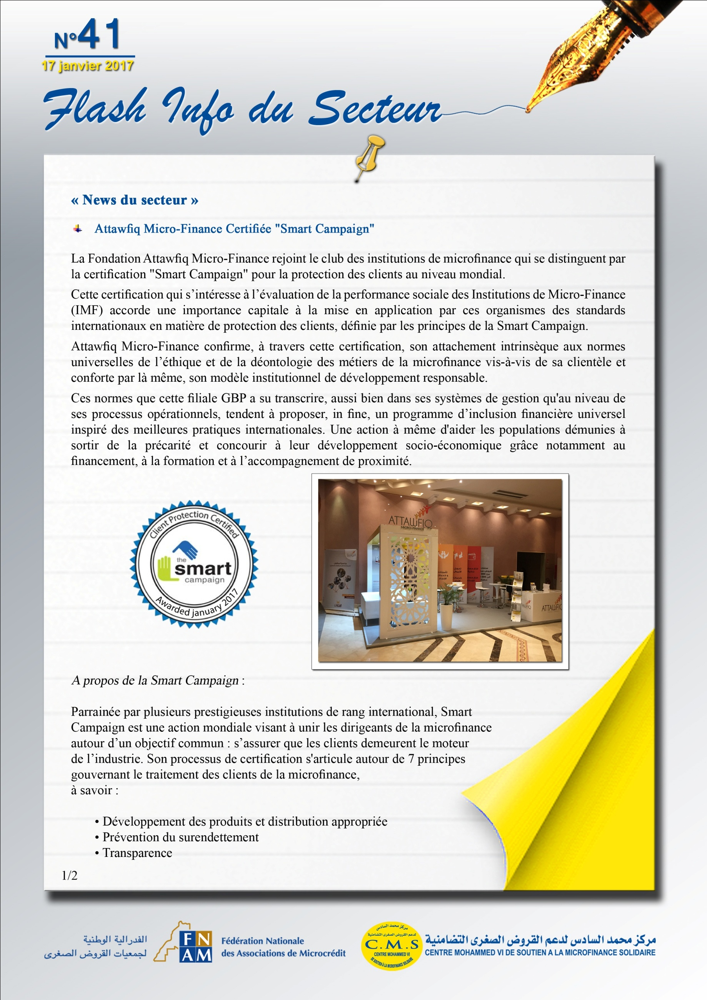 N°41
17 janvier 2017
Flash Info du Secteur
« News du secteur »
Attawfiq Micro-Finance Certifiée "Smart Campaign"
La Fondation Attawfiq Micro-Finance rejoint le club des institutions de microfinance qui se distinguent par
la certification "Smart Campaign" pour la protection des clients au niveau mondial.
Cette certification qui s’intéresse à l’évaluation de la performance sociale des Institutions de Micro-Finance
(IMF) accorde une importance capitale à la mise en application par ces organismes des standards
internationaux en matière de protection des clients, définie par les principes de la Smart Campaign.
Attawfiq Micro-Finance confirme, à travers cette certification, son attachement intrinsèque aux normes
universelles de l’éthique et de la déontologie des métiers de la microfinance vis-à-vis de sa clientèle et
conforte par là même, son modèle institutionnel de développement responsable.
Ces normes que cette filiale GBP a su transcrire, aussi bien dans ses systèmes de gestion qu'au niveau de
ses processus opérationnels, tendent à proposer, in fine, un programme d’inclusion financière universel
inspiré des meilleures pratiques internationales. Une action à même d'aider les populations démunies à
sortir de la précarité et concourir à leur développement socio-économique grâce notamment au
financement, à la formation et à l’accompagnement de proximité.
Client Protection Certified
the
smart
campaign
Awarded january 2017
ATTAWFIQ
MICRO-FINANCE
ATTAWFIQ
A propos de la Smart Campaign :
Parrainée par plusieurs prestigieuses institutions de rang international, Smart
Campaign est une action mondiale visant à unir les dirigeants de la microfinance
autour d’un objectif commun : s’assurer que les clients demeurent le moteur
de l’industrie. Son processus de certification s'articule autour de 7 principes
gouvernant le traitement des clients de la microfinance,
à savoir :
• Développement des produits et distribution appropriée
• Prévention du surendettement
• Transparence
1/2
الفدرالية الوطنية
لجمعيات القروض الصغرى
FN
AM
Fédération Nationale
des Associations de Microcrédit
مركز محمد السادس
لدعم القروض الصغرى التضامنية
C.M.S
CENTRE MOHAMMED VI
DE SOUTIEN À LA MICROFINANCE SOLIDAIRE
مركز محمد السادس لدعم القروض الصغرى التضامنية
CENTRE MOHAMMED VI DE SOUTIEN A LA MICROFINANCE SOLIDAIRE